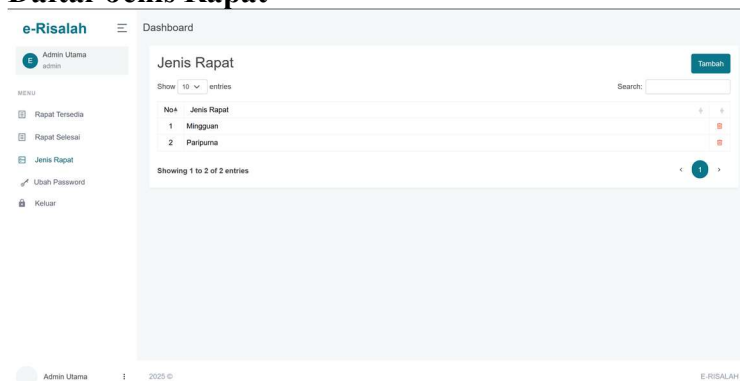 Daftar Jenis Rapat
e-Risalah
Dashboard
E
Admin Utama
admin
MENU
Rapat Tersedia
Rapat Selesai
Jenis Rapat
Ubah Password
Keluar
Jenis Rapat
Tambah
Show 10 entries
Search:
No Jenis Rapat
1 Mingguan
2 Paripurna
Showing 1 to 2 of 2 entries
‹ 1 ›
Admin Utama
2025 ©
E-RISALAH